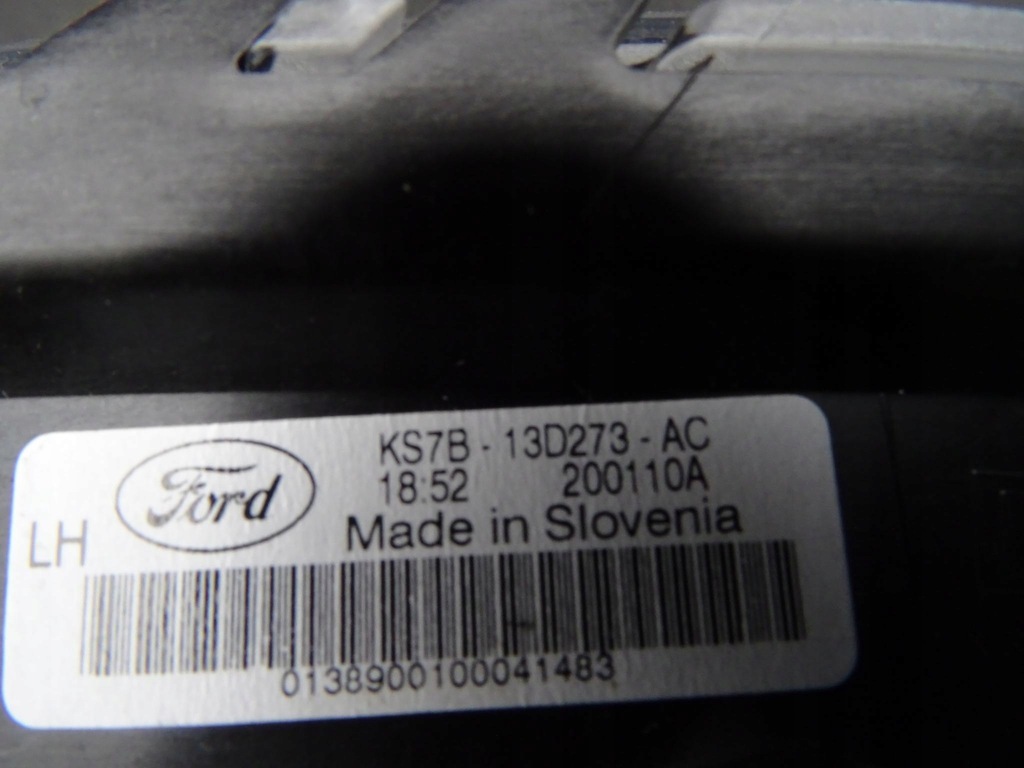 KS7B - 13D273 - AC
Ford
18:52 200110A
Made in Slovenia
LH
0138900100041483